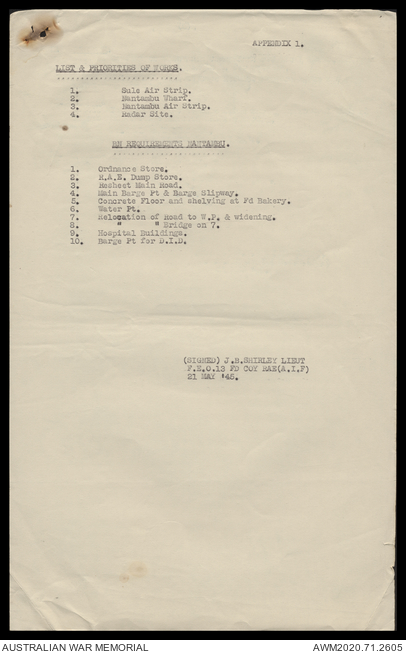 APPENDIX 1.
LIST & PRIORITIES OF WORKS.
1. Sule Air Strip.
2. Nantambu Wharf.
3. Nantambu Air Strip.
4. Radar Site.
REQUIREMENTS
1. Ordnance Store.
2. R.A.E. Dump Store.
3. Resheet Main Road.
4. Main Barge Pt & Barge Slipway.
5. Concrete Floor and shelving at Fd Bakery.
6. Water Pt.
7. Relocation of Road to W.P. & widening.
8. " " Bridge on 7.
9. Hospital Buildings.
10. Barge Pt for D.I.D.
(SIGNED) J.B.SHIRLEY LIEUT
F.E.O.13 FD COY RAE(A.I.F)
21 MAY '45.
AUSTRALIAN WAR MEMORIAL
AWM2020.71.2605